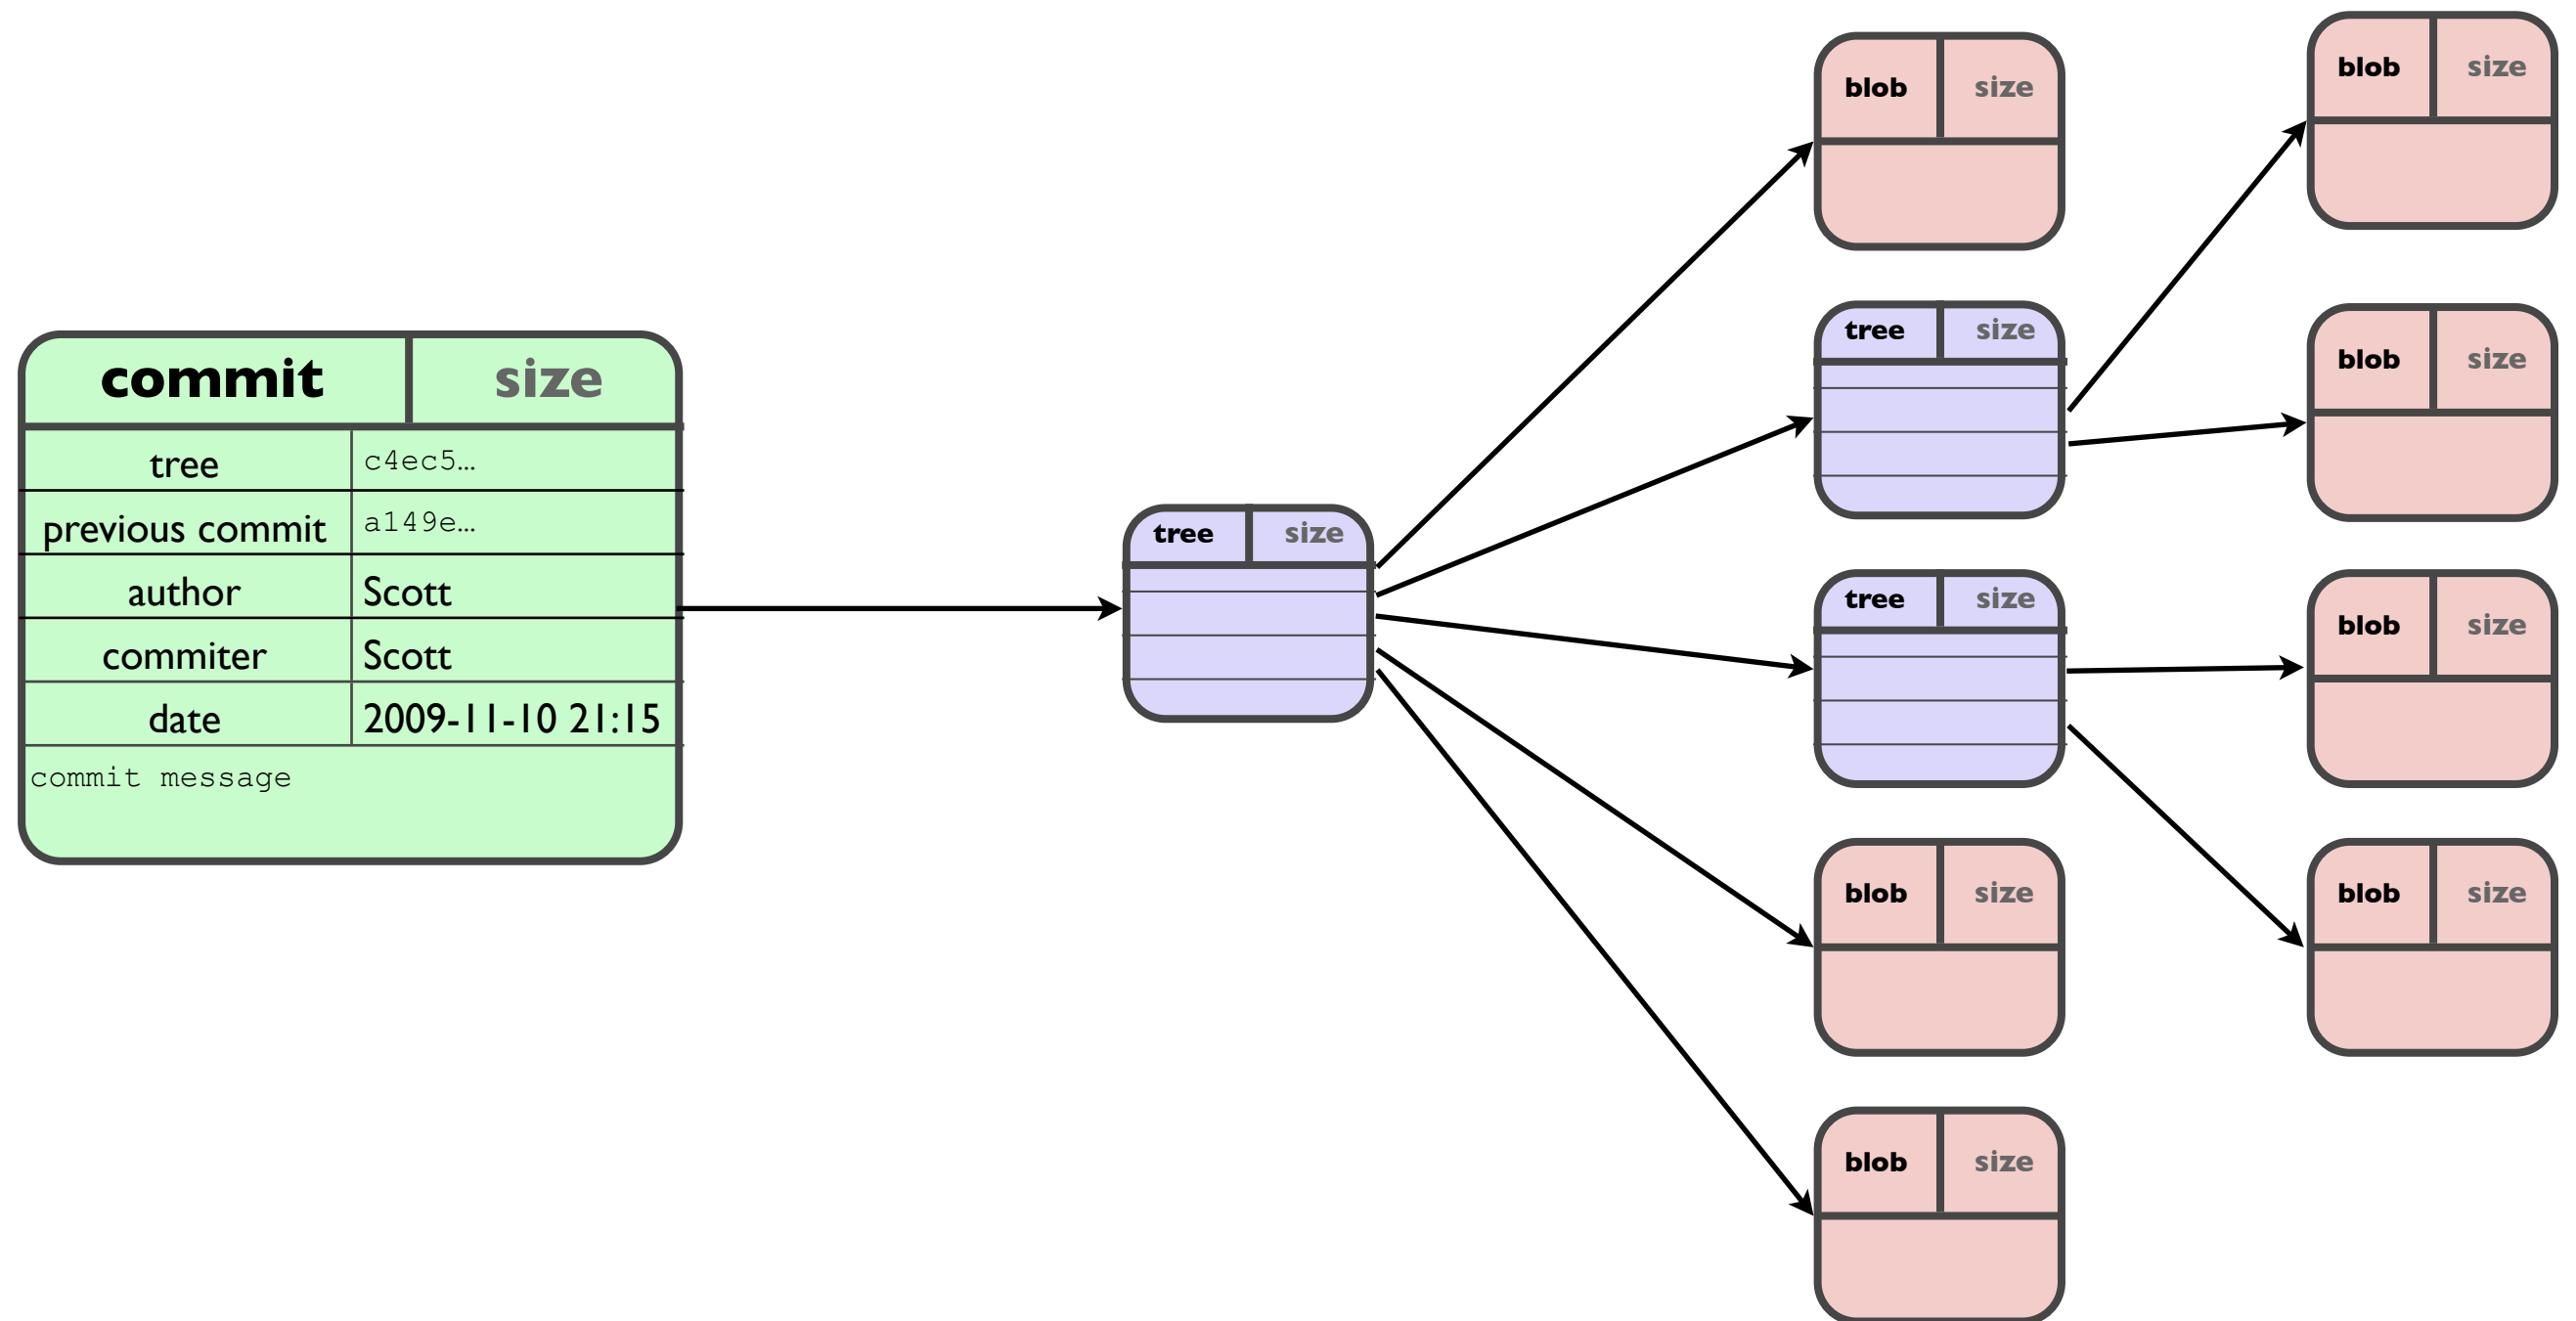 commit size
tree c4ec5…
previous commit a149e…
author Scott
commiter Scott
date 2009-11-10 21:15
commit message
tree size
blob size
tree size
tree size
blob size
blob size
blob size
blob size
blob size
blob size